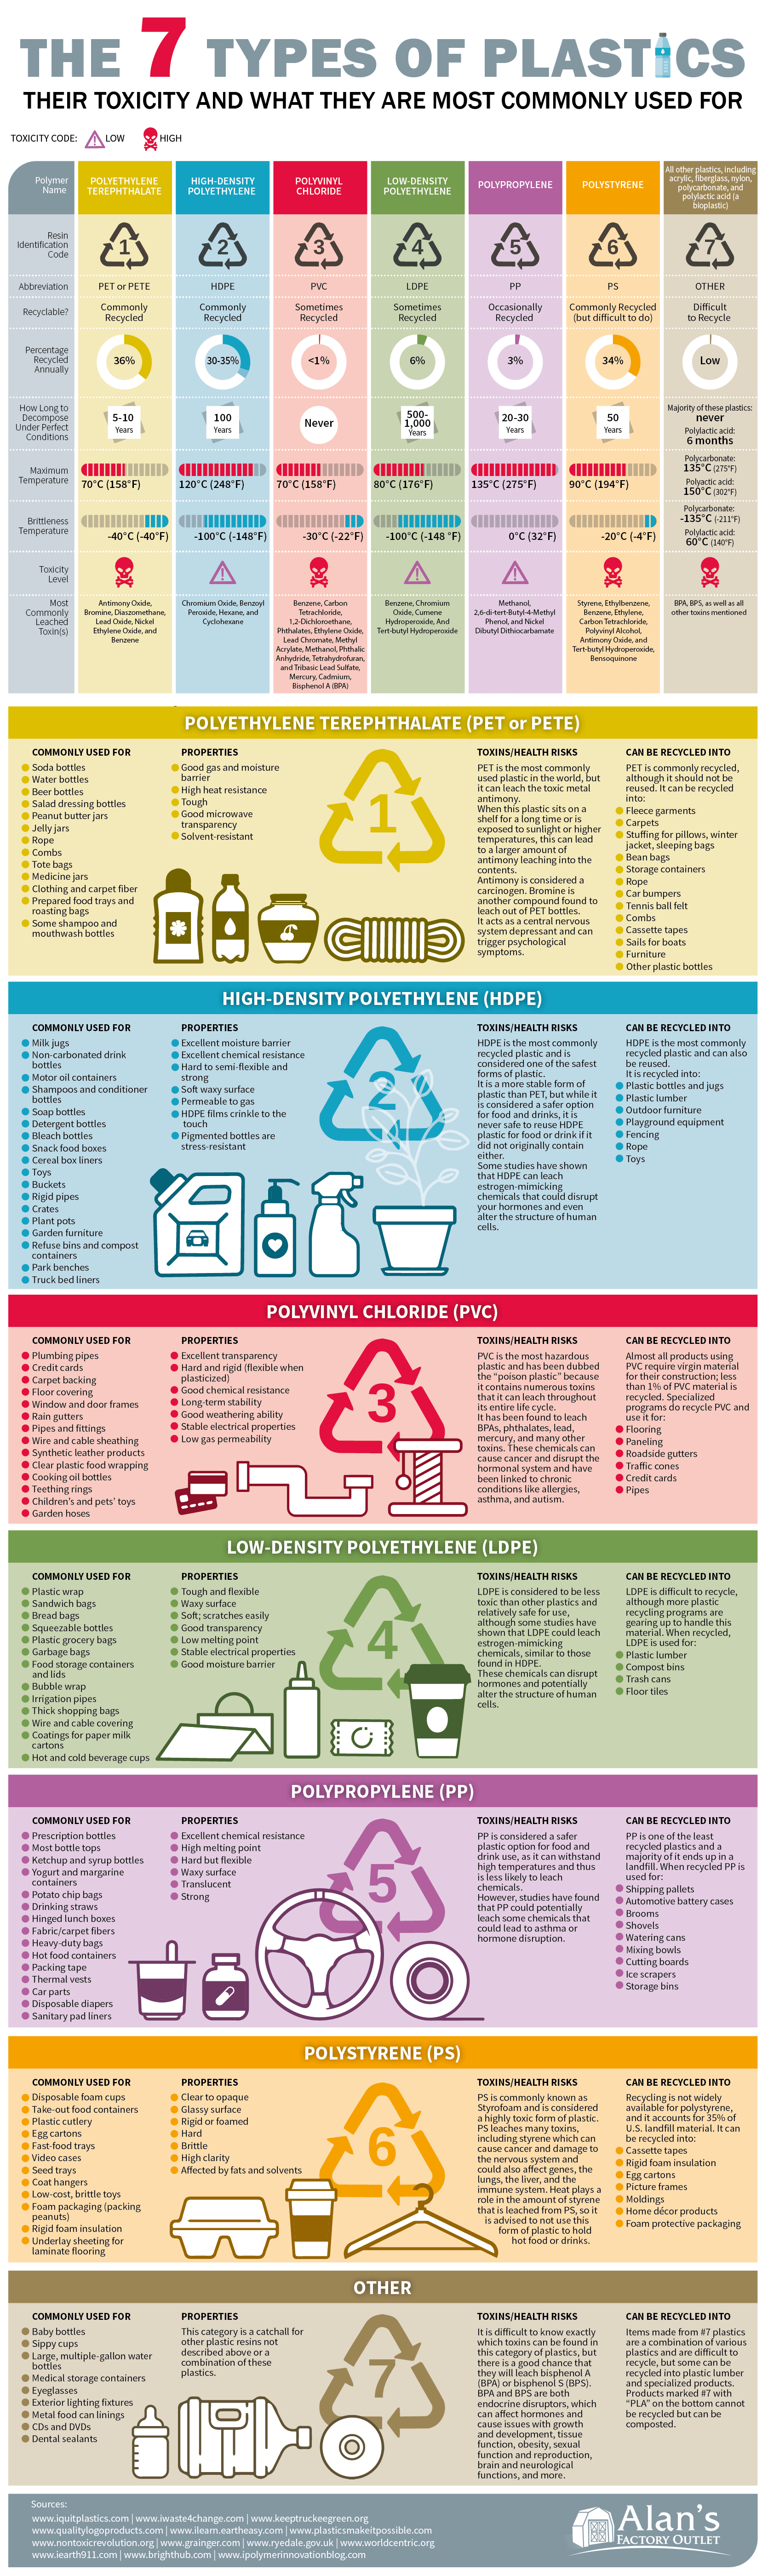 THE 7 TYPES OF PLASTICS
THEIR TOXICITY AND WHAT THEY ARE MOST COMMONLY USED FOR
TOXICITY CODE: LOW HIGH
Polymer
Name
POLYETHYLENE
TEREPHTHALATE
HIGH-DENSITY
POLYETHYLENE
POLYVINYL
CHLORIDE
LOW-DENSITY
POLYETHYLENE
POLYPROPYLENE
POLYSTYRENE
All other plastics, including
acrylic, fiberglass, nylon,
polycarbonate, and
polylactic acid (a
bioplastic)
Resin
Identification
Code
1
2
3
4
5
6
7
Abbreviation
PET or PETE
HDPE
PVC
LDPE
PP
PS
OTHER
Recyclable?
Commonly
Recycled
Commonly
Recycled
Sometimes
Recycled
Sometimes
Recycled
Occasionally
Recycled
Commonly Recycled
(but difficult to do)
Difficult
to Recycle
Percentage
Recycled
Annually
36%
30-35%
<1%
6%
3%
34%
Low
How Long to
Decompose
Under Perfect
Conditions
5-10
Years
100
Years
Never
500-
1,000
Years
20-30
Years
50
Years
Majority of these plastics:
never
Polylactic acid:
6 months
Maximum
Temperature
70°C (158°F)
120°C (248°F)
70°C (158°F)
80°C (176°F)
135°C (275°F)
90°C (194°F)
Polycarbonate:
135°C (275°F)
Polyactic acid:
150°C (302°F)
Brittleness
Temperature
-40°C (-40°F)
-100°C (-148°F)
-30°C (-22°F)
-100°C (-148 °F)
0°C (32°F)
-20°C (-4°F)
Polycarbonate:
-135°C (-211°F)
Polylactic acid:
60°C (140°F)
Toxicity
Level
Most
Commonly
Leached
Toxin(s)
Antimony Oxide,
Bromine, Diazomethane,
Lead Oxide, Nickel
Ethylene Oxide, and
Benzene
Chromium Oxide, Benzoyl
Peroxide, Hexane, and
Cyclohexane
Benzene, Carbon
Tetrachloride,
1,2-Dichloroethane,
Phthalates, Ethylene Oxide,
Lead Chromate, Methyl
Acrylate, Methanol, Phthalic
Anhydride, Tetrahydrofuran,
and Tribasic Lead Sulfate,
Mercury, Cadmium,
Bisphenol A (BPA)
Benzene, Chromium
Oxide, Cumene
Hydroperoxide, And
Tert-butyl Hydroperoxide
Methanol,
2,6-di-tert-Butyl-4-Methyl
Phenol, and Nickel
Dibutyl Dithiocarbamate
Styrene, Ethylbenzene,
Benzene, Ethylene,
Carbon Tetrachloride,
Polyvinyl Alcohol,
Antimony Oxide, and
Tert-butyl Hydroperoxide,
Bensoquinone
BPA, BPS, as well as all
other toxins mentioned
POLYETHYLENE TEREPHTHALATE (PET or PETE)
COMMONLY USED FOR
Soda bottles
Water bottles
Beer bottles
Salad dressing bottles
Peanut butter jars
Jelly jars
Rope
Combs
Tote bags
Medicine jars
Clothing and carpet fiber
Prepared food trays and
roasting bags
Some shampoo and
mouthwash bottles
PROPERTIES
Good gas and moisture
barrier
High heat resistance
Tough
Good microwave
transparency
Solvent-resistant
1
TOXINS/HEALTH RISKS
PET is the most commonly
used plastic in the world, but
it can leach the toxic metal
antimony.
When this plastic sits on a
shelf for a long time or is
exposed to sunlight or higher
temperatures, this can lead
to a larger amount of
antimony leaching into the
contents.
Antimony is considered a
carcinogen. Bromine is
another compound found to
leach out of PET bottles.
It acts as a central nervous
system depressant and can
trigger psychological
symptoms.
CAN BE RECYCLED INTO
PET is commonly recycled,
although it should not be
reused. It can be recycled
into:
Fleece garments
Carpets
Stuffing for pillows, winter
jacket, sleeping bags
Bean bags
Storage containers
Rope
Car bumpers
Tennis ball felt
Combs
Cassette tapes
Sails for boats
Furniture
Other plastic bottles
HIGH-DENSITY POLYETHYLENE (HDPE)
COMMONLY USED FOR
Milk jugs
Non-carbonated drink
bottles
Motor oil containers
Shampoos and conditioner
bottles
Soap bottles
Detergent bottles
Bleach bottles
Snack food boxes
Cereal box liners
Toys
Buckets
Rigid pipes
Crates
Plant pots
Garden furniture
Refuse bins and compost
containers
Park benches
Truck bed liners
PROPERTIES
Excellent moisture barrier
Excellent chemical resistance
Hard to semi-flexible and
strong
Soft waxy surface
Permeable to gas
HDPE films crinkle to the
touch
Pigmented bottles are
stress-resistant
2
TOXINS/HEALTH RISKS
HDPE is the most commonly
recycled plastic and is
considered one of the safest
forms of plastic.
It is a more stable form of
plastic than PET, but while it
is considered a safer option
for food and drinks, it is
never safe to reuse HDPE
plastic for food or drink if it
did not originally contain
either.
Some studies have shown
that HDPE can leach
estrogen-mimicking
chemicals that could disrupt
your hormones and even
alter the structure of human
cells.
CAN BE RECYCLED INTO
HDPE is the most commonly
recycled plastic and can also
be reused.
It is recycled into:
Plastic bottles and jugs
Plastic lumber
Outdoor furniture
Playground equipment
Fencing
Rope
Toys
POLYVINYL CHLORIDE (PVC)
COMMONLY USED FOR
Plumbing pipes
Credit cards
Carpet backing
Floor covering
Window and door frames
Rain gutters
Pipes and fittings
Wire and cable sheathing
Synthetic leather products
Clear plastic food wrapping
Cooking oil bottles
Teething rings
Children's and pets' toys
Garden hoses
PROPERTIES
Excellent transparency
Hard and rigid (flexible when
plasticized)
Good chemical resistance
Long-term stability
Good weathering ability
Stable electrical properties
Low gas permeability
3
TOXINS/HEALTH RISKS
PVC is the most hazardous
plastic and has been dubbed
the "poison plastic" because
it contains numerous toxins
that it can leach throughout
its entire life cycle.
It has been found to leach
BPAs, phthalates, lead,
mercury, and many other
toxins. These chemicals can
cause cancer and disrupt the
hormonal system and have
been linked to chronic
conditions like allergies,
asthma, and autism.
CAN BE RECYCLED INTO
Almost all products using
PVC require virgin material
for their construction; less
than 1% of PVC material is
recycled. Specialized
programs do recycle PVC and
use it for:
Flooring
Paneling
Roadside gutters
Traffic cones
Credit cards
Pipes
LOW-DENSITY POLYETHYLENE (LDPE)
COMMONLY USED FOR
Plastic wrap
Sandwich bags
Bread bags
Squeezable bottles
Plastic grocery bags
Garbage bags
Food storage containers
and lids
Bubble wrap
Irrigation pipes
Thick shopping bags
Wire and cable covering
Coatings for paper milk
cartons
Hot and cold beverage cups
PROPERTIES
Tough and flexible
Waxy surface
Soft; scratches easily
Good transparency
Low melting point
Stable electrical properties
Good moisture barrier
4
TOXINS/HEALTH RISKS
LDPE is considered to be less
toxic than other plastics and
relatively safe for use,
although some studies have
shown that LDPE could leach
estrogen-mimicking
chemicals, similar to those
found in HDPE.
These chemicals can disrupt
hormones and potentially
alter the structure of human
cells.
CAN BE RECYCLED INTO
LDPE is difficult to recycle,
although more plastic
recycling programs are
gearing up to handle this
material. When recycled,
LDPE is used for:
Plastic lumber
Compost bins
Trash cans
Floor tiles
POLYPROPYLENE (PP)
COMMONLY USED FOR
Prescription bottles
Most bottle tops
Ketchup and syrup bottles
Yogurt and margarine
containers
Potato chip bags
Drinking straws
Hinged lunch boxes
Fabric/carpet fibers
Heavy-duty bags
Hot food containers
Packing tape
Thermal vests
Car parts
Disposable diapers
Sanitary pad liners
PROPERTIES
Excellent chemical resistance
High melting point
Hard but flexible
Waxy surface
Translucent
Strong
5
TOXINS/HEALTH RISKS
PP is considered a safer
plastic option for food and
drink use, as it can withstand
high temperatures and thus
is less likely to leach
chemicals.
However, studies have found
that PP could potentially
leach some chemicals that
could lead to asthma or
hormone disruption.
CAN BE RECYCLED INTO
PP is one of the least
recycled plastics and a
majority of it ends up in a
landfill. When recycled PP is
used for:
Shipping pallets
Automotive battery cases
Brooms
Shovels
Watering cans
Mixing bowls
Cutting boards
Ice scrapers
Storage bins
POLYSTYRENE (PS)
COMMONLY USED FOR
Disposable foam cups
Take-out food containers
Plastic cutlery
Egg cartons
Fast-food trays
Video cases
Seed trays
Coat hangers
Low-cost, brittle toys
Foam packaging (packing
peanuts)
Rigid foam insulation
Underlay sheeting for
laminate flooring
PROPERTIES
Clear to opaque
Glassy surface
Rigid or foamed
Hard
Brittle
High clarity
Affected by fats and solvents
6
TOXINS/HEALTH RISKS
PS is commonly known as
Styrofoam and is considered
a highly toxic form of plastic.
PS leaches many toxins,
including styrene which can
cause cancer and damage to
the nervous system and
could also affect genes, the
lungs, the liver, and the
immune system. Heat plays a
role in the amount of styrene
that is leached from PS, so it
is advised to not use this
form of plastic to hold
hot food or drinks.
CAN BE RECYCLED INTO
Recycling is not widely
available for polystyrene,
and it accounts for 35% of
U.S. landfill material. It can
be recycled into:
Cassette tapes
Rigid foam insulation
Egg cartons
Picture frames
Moldings
Home décor products
Foam protective packaging
OTHER
COMMONLY USED FOR
Baby bottles
Sippy cups
Large, multiple-gallon water
bottles
Medical storage containers
Eyeglasses
Exterior lighting fixtures
Metal food can linings
CDs and DVDs
Dental sealants
PROPERTIES
This category is a catchall for
other plastic resins not
described above or a
combination of these
plastics.
7
TOXINS/HEALTH RISKS
It is difficult to know exactly
which toxins can be found in
this category of plastics, but
there is a good chance that
they will leach bisphenol A
(BPA) or bisphenol S (BPS).
BPA and BPS are both
endocrine disruptors, which
can affect hormones and
cause issues with growth
and development, tissue
function, obesity, sexual
function and reproduction,
brain and neurological
functions, and more.
CAN BE RECYCLED INTO
Items made from #7 plastics
are a combination of various
plastics and are difficult to
recycle, but some can be
recycled into plastic lumber
and specialized products.
Products marked #7 with
"PLA" on the bottom cannot
be recycled but can be
composted.
Sources:
www.iquitplastics.com | www.iwaste4change.com | www.keeptruckeegreen.org
www.qualitylogoproducts.com | www.ilearn.eartheasy.com | www.plasticsmakeitpossible.com
www.nontoxicrevolution.org | www.grainger.com | www.ryedale.gov.uk | www.worldcentric.org
www.iearth911.com | www.brighthub.com | www.ipolymerinnovationblog.com
Alan's
FACTORY OUTLET